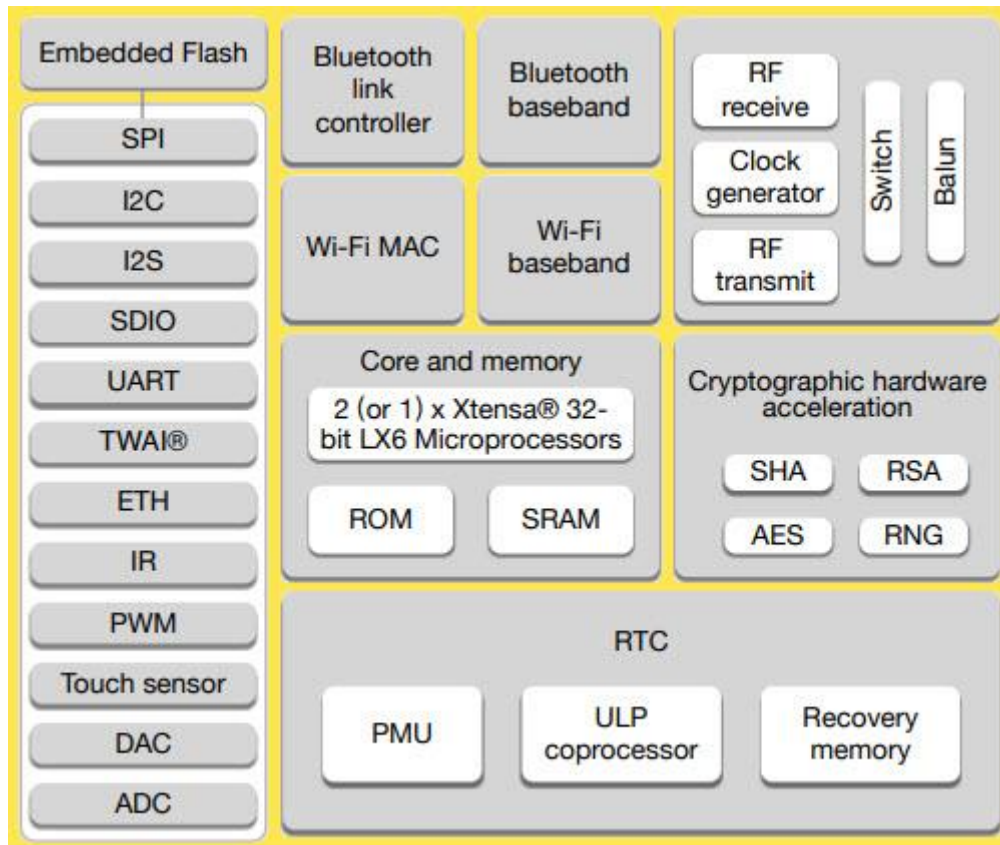 Embedded Flash
SPI
I2C
I2S
SDIO
UART
TWAI®
ETH
IR
PWM
Touch sensor
DAC
ADC
Bluetooth
link
controller
Bluetooth
baseband
Wi-Fi MAC
Wi-Fi
baseband
RF
receive
Clock
generator
RF
transmit
Switch
Balun
Core and memory
2 (or 1) x Xtensa® 32-
bit LX6 Microprocessors
ROM
SRAM
Cryptographic hardware
acceleration
SHA
RSA
AES
RNG
RTC
PMU
ULP
coprocessor
Recovery
memory